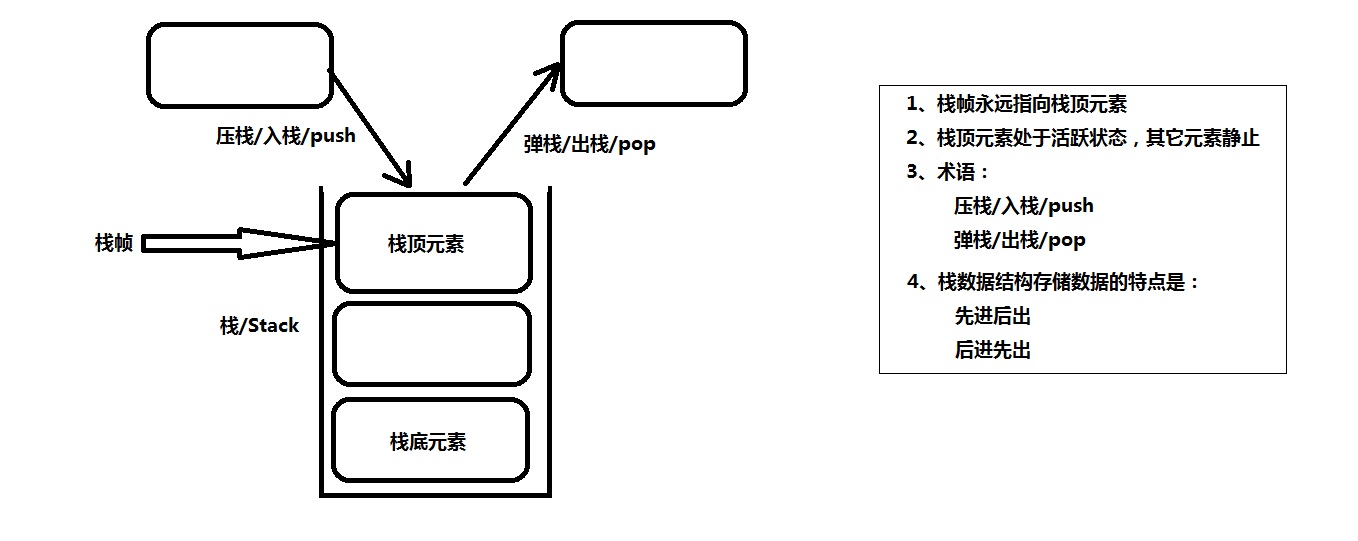 压栈/入栈/push
弹栈/出栈/pop
栈帧
栈顶元素
栈/Stack
栈底元素
1、栈帧永远指向栈顶元素
2、栈顶元素处于活跃状态，其它元素静止
3、术语：
压栈/入栈/push
弹栈/出栈/pop
4、栈数据结构存储数据的特点是：
先进后出
后进先出